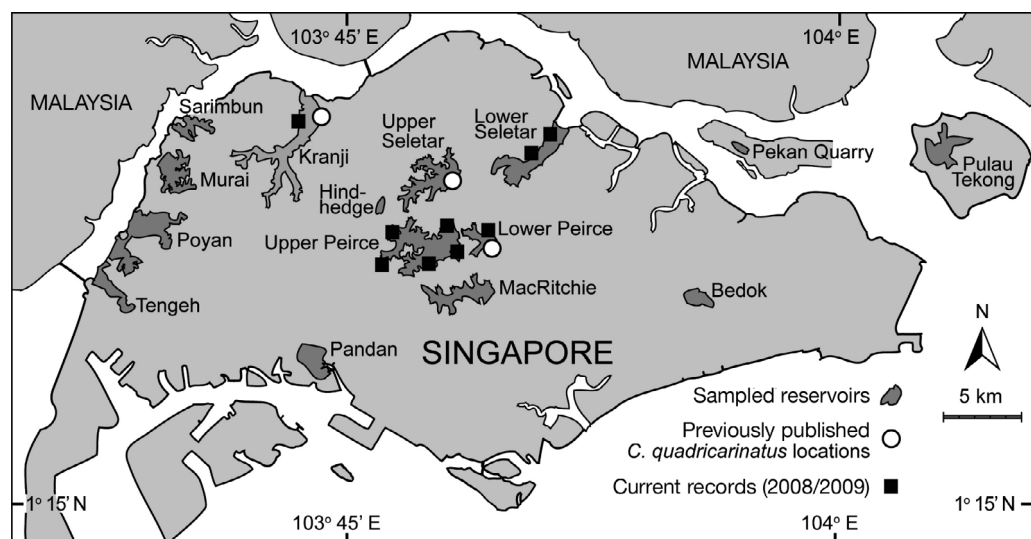 103° 45' E
104° E
MALAYSIA
MALAYSIA
Sarimbun
Upper
Seletar
Lower
Seletar
Kranji
Pekan Quarry
Pulau
Tekong
Murai
Hind-
hedge
Poyan
Upper Peirce
Lower Peirce
MacRitchie
Bedok
Tengeh
Pandan
SINGAPORE
N
5 km
Sampled reservoirs
Previously published
C. quadricarinatus locations
Current records (2008/2009)
1° 15' N
1° 15' N
103° 45' E
104° E